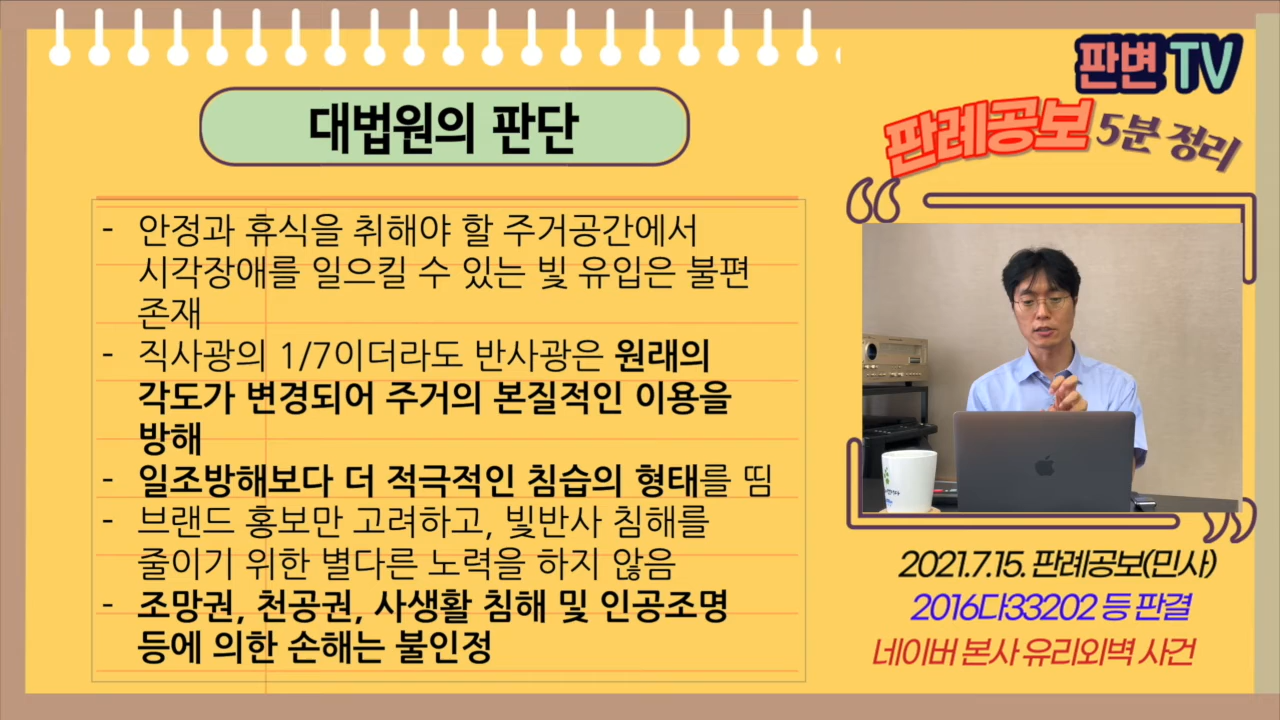 판변 TV
판례공보 5분 정리
대법원의 판단
- 안정과 휴식을 취해야 할 주거공간에서
시각장애를 일으킬 수 있는 빛 유입은 불편
존재
- 직사광의 1/7이더라도 반사광은 원래의
각도가 변경되어 주거의 본질적인 이용을
방해
- 일조방해보다 더 적극적인 침습의 형태를 띰
- 브랜드 홍보만 고려하고, 빛반사 침해를
줄이기 위한 별다른 노력을 하지 않음
- 조망권, 천공권, 사생활 침해 및 인공조명
등에 의한 손해는 불인정
2021.7.15. 판례공보(민사)
2016다33202 등 판결
네이버 본사 유리외벽 사건